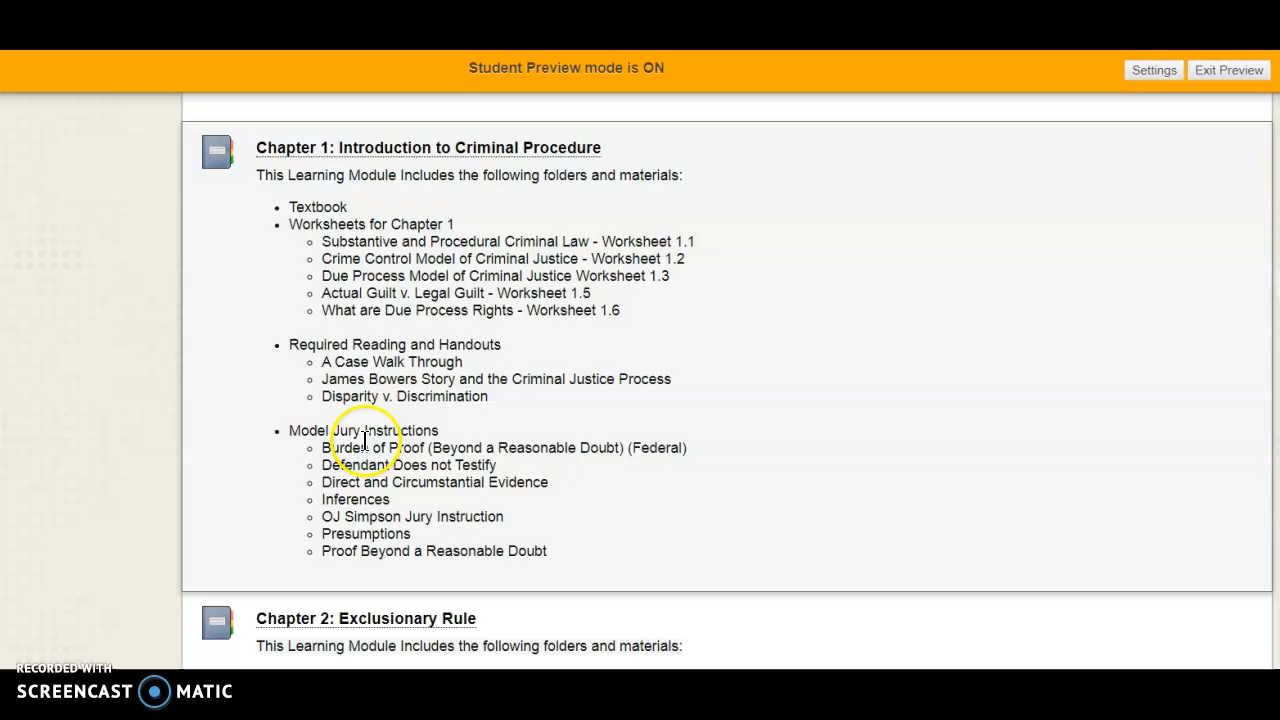 Student Preview mode is ON
Settings
Exit Preview
Chapter 1: Introduction to Criminal Procedure
This Learning Module Includes the following folders and materials:
Textbook
Worksheets for Chapter 1
Substantive and Procedural Criminal Law - Worksheet 1.1
Crime Control Model of Criminal Justice - Worksheet 1.2
Due Process Model of Criminal Justice Worksheet 1.3
Actual Guilt v. Legal Guilt - Worksheet 1.5
What are Due Process Rights - Worksheet 1.6
Required Reading and Handouts
A Case Walk Through
James Bowers Story and the Criminal Justice Process
Disparity v. Discrimination
Model Jury Instructions
Burden of Proof (Beyond a Reasonable Doubt) (Federal)
Defendant Does not Testify
Direct and Circumstantial Evidence
Inferences
OJ Simpson Jury Instruction
Presumptions
Proof Beyond a Reasonable Doubt
Chapter 2: Exclusionary Rule
This Learning Module Includes the following folders and materials:
RECORDED WITH
SCREENCAST MATIC